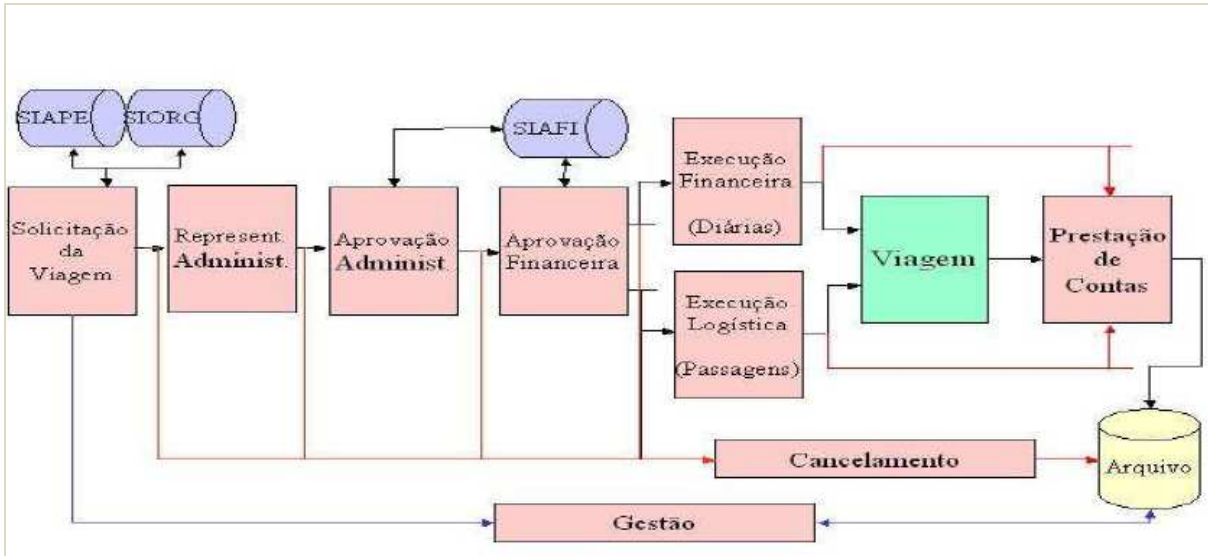 SIAPE
SIORG
SIAFI
Solicitação
da
Viagem
Represent.
Administ.
Aprovação
Administ.
Aprovação
Financeira
Execução
Financeira
(Diárias)
Execução
Logística
(Passagens)
Viagem
Prestação
de
Contas
Cancelamento
Arquivo
Gestão